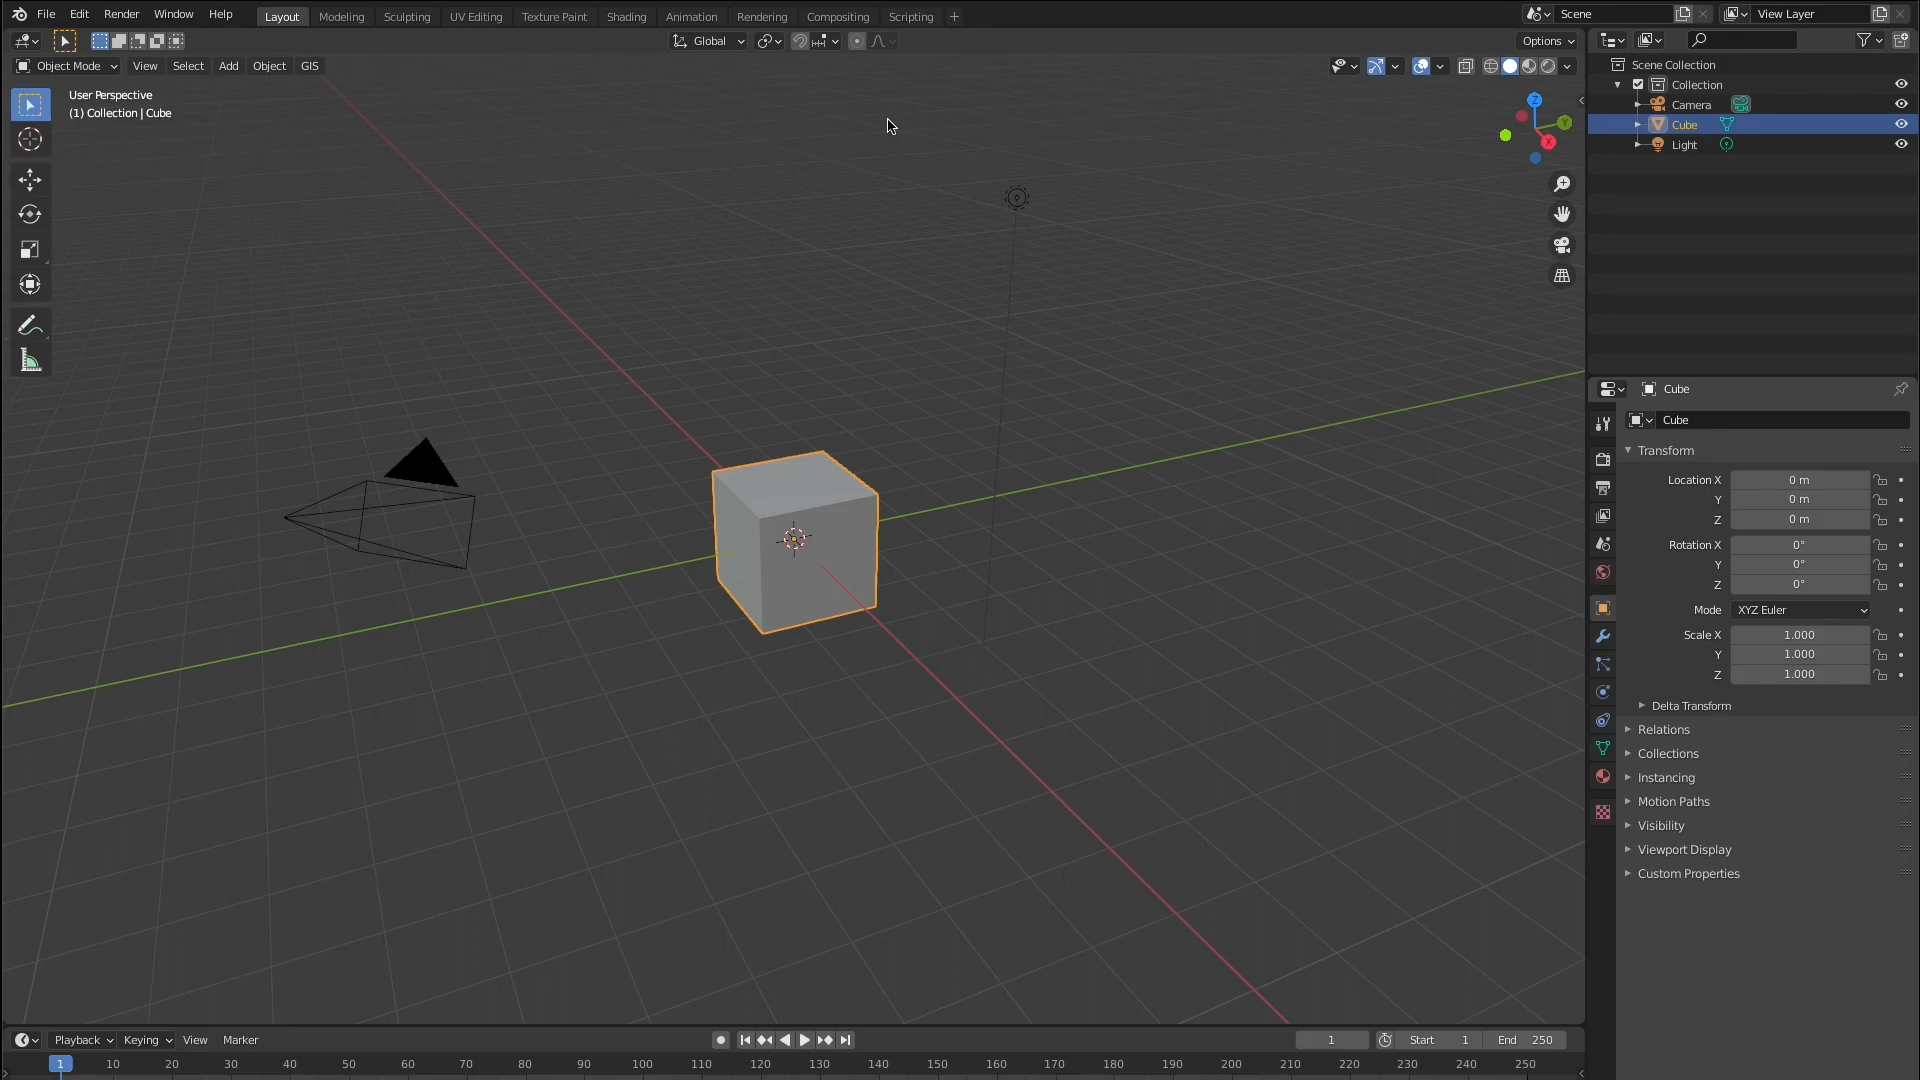 File Edit Render Window Help Layout Modeling Sculpting UV Editing Texture Paint Shading Animation Rendering Compositing Scripting + Scene View Layer
Global Options
Object Mode View Select Add Object GIS
User Perspective
(1) Collection | Cube
Z
Y
X
Scene Collection
Collection
Camera
Cube
Light
Cube
Cube
Transform
Location X 0 m
Y 0 m
Z 0 m
Rotation X 0°
Y 0°
Z 0°
Mode XYZ Euler
Scale X 1.000
Y 1.000
Z 1.000
Delta Transform
Relations
Collections
Instancing
Motion Paths
Visibility
Viewport Display
Custom Properties
Playback Keying View Marker 1 Start 1 End 250
1 10 20 30 40 50 60 70 80 90 100 110 120 130 140 150 160 170 180 190 200 210 220 230 240 250